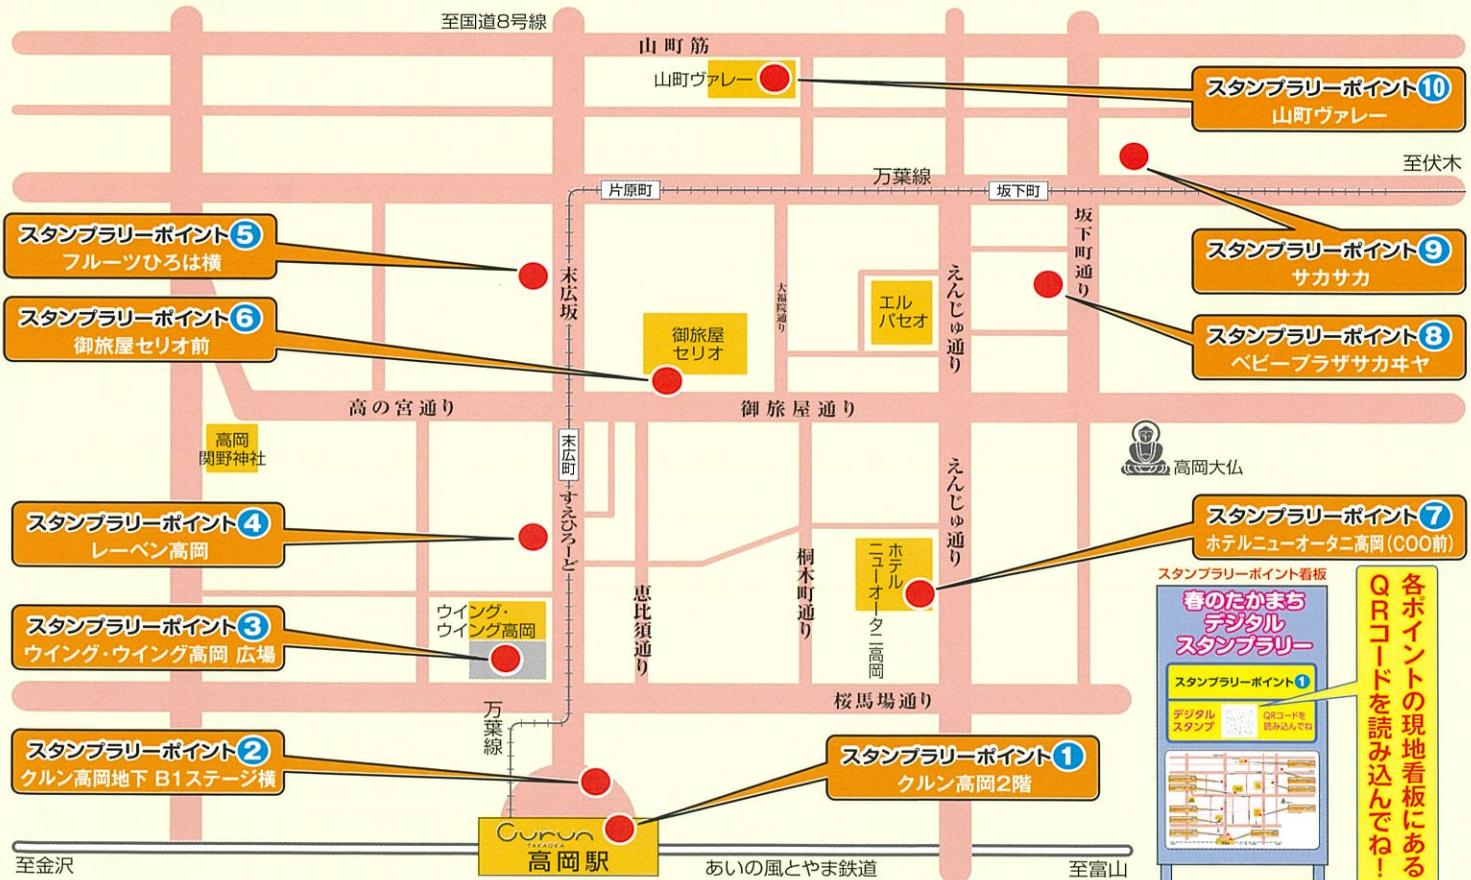 至国道8号線
山町筋
山町ヴァレー
スタンプラリーポイント10
山町ヴァレー
至伏木
万葉線
片原町
坂下町
スタンプラリーポイント5
フルーツひろば横
末広坂
大福院通り
エル
パセオ
えんじゅ通り
坂下町通り
スタンプラリーポイント9
サカサカ
スタンプラリーポイント6
御旅屋セリオ前
御旅屋
セリオ
スタンプラリーポイント8
ベビープラザサカヰヤ
高の宮通り
御旅屋通り
高岡
関野神社
末広町
高岡大仏
スタンプラリーポイント4
レーベン高岡
すえひろーど
えんじゅ通り
スタンプラリーポイント7
ホテルニューオータニ高岡(COO前)
ホテル
ニューオータニ高岡
桐木町通り
恵比須通り
ウイング・
ウイング高岡
スタンプラリーポイント3
ウイング・ウイング高岡 広場
桜馬場通り
万葉線
スタンプラリーポイント2
クルン高岡地下 B1ステージ横
スタンプラリーポイント1
クルン高岡2階
Curun
TAKAOKA
高岡駅
至金沢
あいの風とやま鉄道
至富山
スタンプラリーポイント看板
春のたかまち
デジタル
スタンプラリー
スタンプラリーポイント1
デジタル
スタンプ
QRコードを
読み込んでね
各ポイントの現地看板にある
QRコードを読み込んでね!